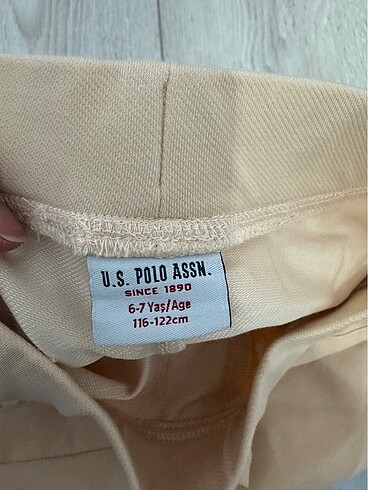 U.S. POLO ASSN.
SINCE 1890
6-7 Yaş/Age
116-122cm